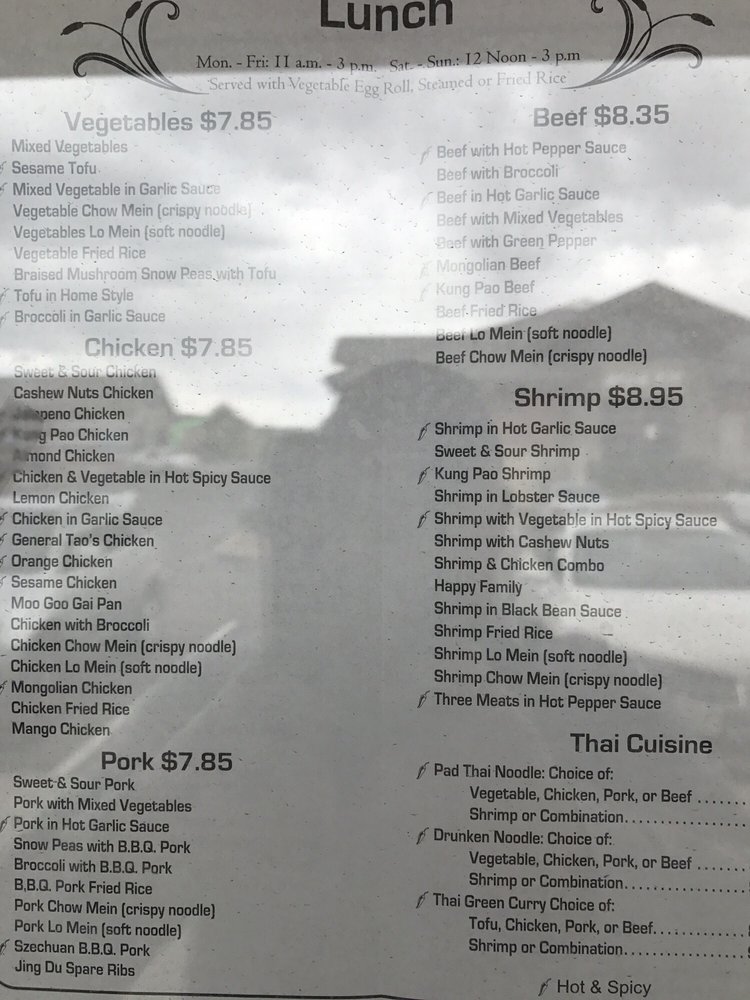 Lunch
Mon. - Fri: 11 a.m. - 3 p.m. Sat. - Sun.: 12 Noon - 3 p.m
Served with Vegetable Egg Roll, Steamed or Fried Rice
Vegetables $7.85
Mixed Vegetables
Sesame Tofu
Mixed Vegetable in Garlic Sauce
Vegetable Chow Mein (crispy noodle)
Vegetables Lo Mein (soft noodle)
Vegetable Fried Rice
Braised Mushroom Snow Peas with Tofu
Tofu in Home Style
Broccoli in Garlic Sauce
Chicken $7.85
Sweet & Sour Chicken
Cashew Nuts Chicken
Jalapeno Chicken
Kung Pao Chicken
Almond Chicken
Chicken & Vegetable in Hot Spicy Sauce
Lemon Chicken
Chicken in Garlic Sauce
General Tao's Chicken
Orange Chicken
Sesame Chicken
Moo Goo Gai Pan
Chicken with Broccoli
Chicken Chow Mein (crispy noodle)
Chicken Lo Mein (soft noodle)
Mongolian Chicken
Chicken Fried Rice
Mango Chicken
Pork $7.85
Sweet & Sour Pork
Pork with Mixed Vegetables
Pork in Hot Garlic Sauce
Snow Peas with B.B.Q. Pork
Broccoli with B.B.Q. Pork
B,B.Q. Pork Fried Rice
Pork Chow Mein (crispy noodle)
Pork Lo Mein (soft noodle)
Szechuan B.B.Q. Pork
Jing Du Spare Ribs
Beef $8.35
Beef with Hot Pepper Sauce
Beef with Broccoli
Beef in Hot Garlic Sauce
Beef with Mixed Vegetables
Beef with Green Pepper
Mongolian Beef
Kung Pao Beef
Beef Fried Rice
Beef Lo Mein (soft noodle)
Beef Chow Mein (crispy noodle)
Shrimp $8.95
Shrimp in Hot Garlic Sauce
Sweet & Sour Shrimp
Kung Pao Shrimp
Shrimp in Lobster Sauce
Shrimp with Vegetable in Hot Spicy Sauce
Shrimp with Cashew Nuts
Shrimp & Chicken Combo
Happy Family
Shrimp in Black Bean Sauce
Shrimp Fried Rice
Shrimp Lo Mein (soft noodle)
Shrimp Chow Mein (crispy noodle)
Three Meats in Hot Pepper Sauce
Thai Cuisine
Pad Thai Noodle: Choice of:
Vegetable, Chicken, Pork, or Beef .......
Shrimp or Combination..............
Drunken Noodle: Choice of:
Vegetable, Chicken, Pork, or Beef .......
Shrimp or Combination..............
Thai Green Curry Choice of:
Tofu, Chicken, Pork, or Beef...........
Shrimp or Combination..............
Hot & Spicy